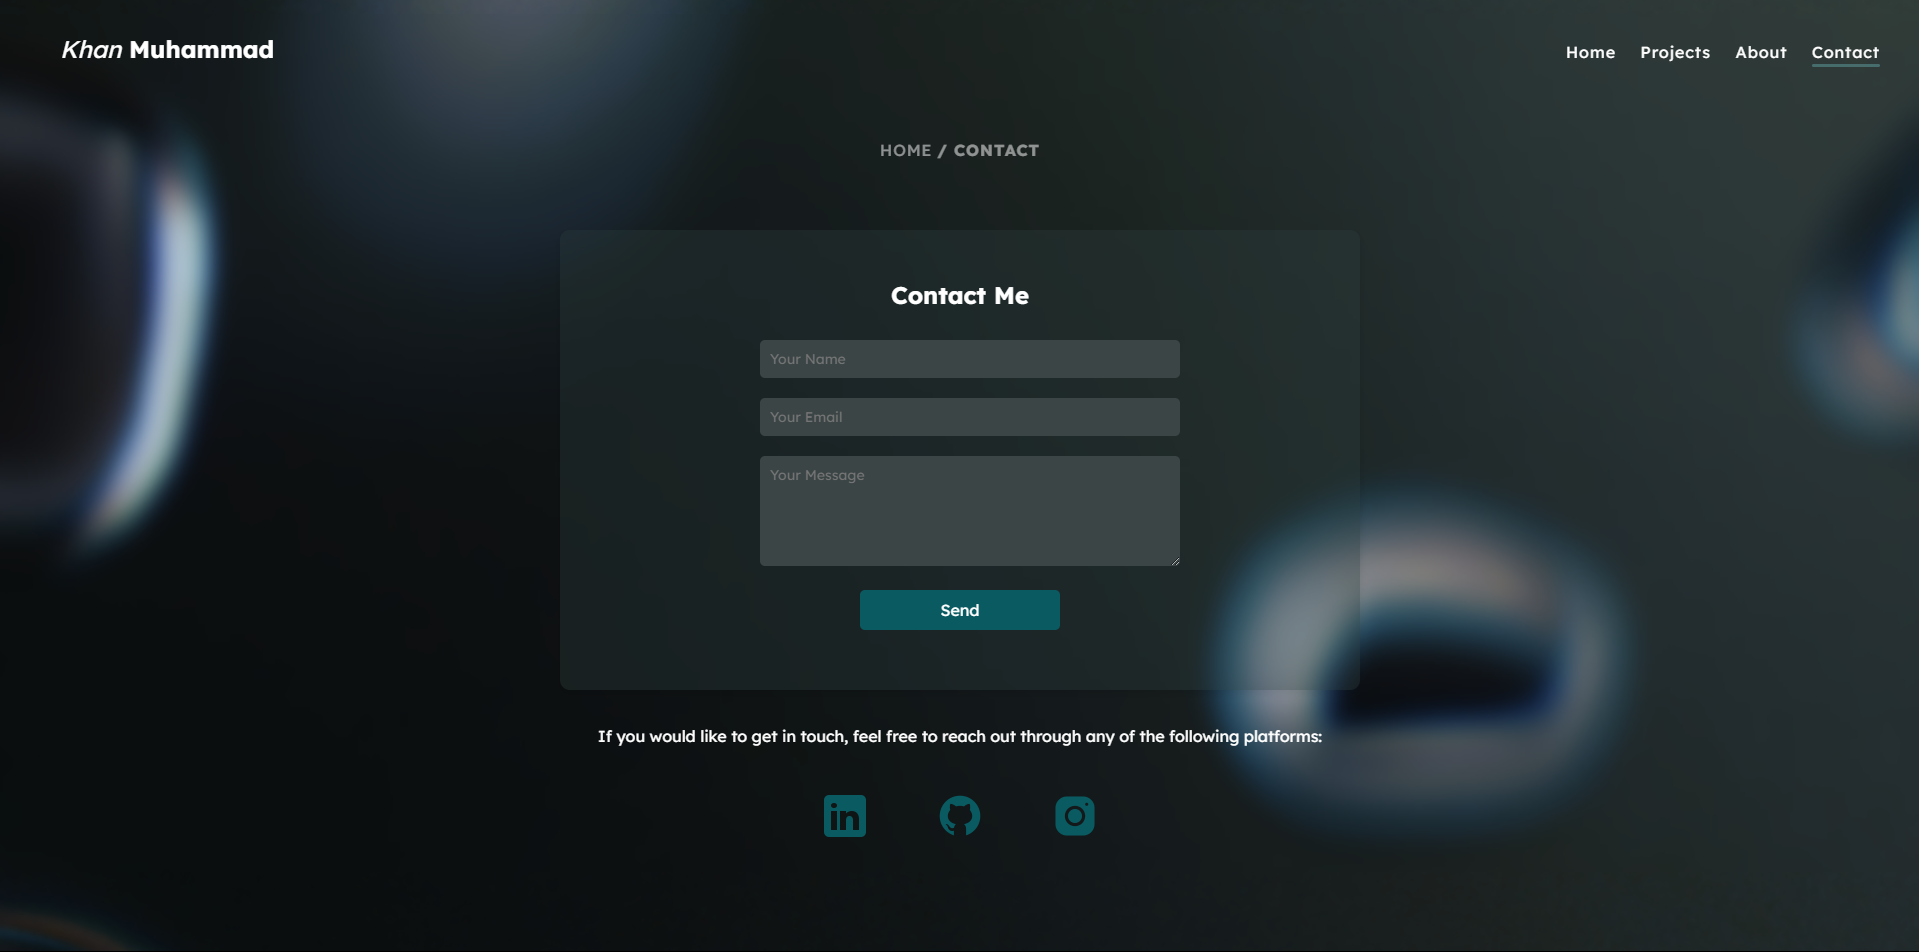 Khan Muhammad
Home Projects About Contact
HOME / CONTACT
Contact Me
Your Name
Your Email
Your Message
Send
If you would like to get in touch, feel free to reach out through any of the following platforms:
in